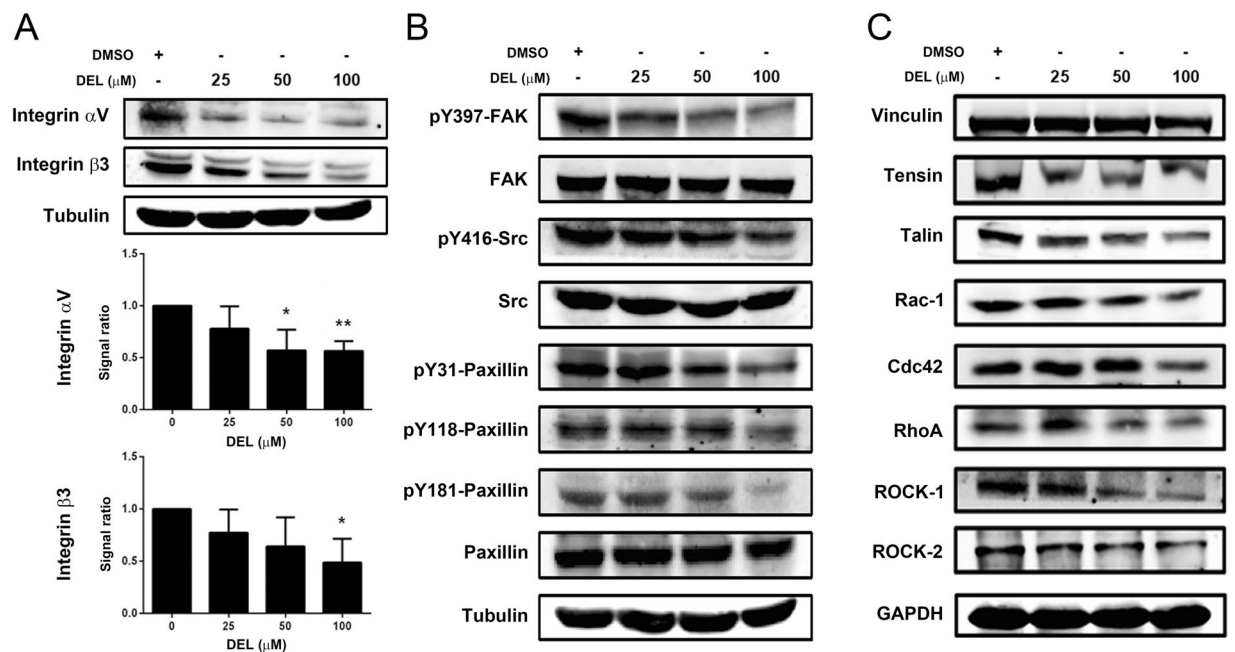 A
DMSO + - - -
DEL (µM) - 25 50 100
Integrin αV
Integrin β3
Tubulin
Integrin αV
Signal ratio
1.5
1.0
0.5
0.0
* **
0 25 50 100
DEL (µM)
Integrin β3
Signal ratio
1.5
1.0
0.5
0.0
*
0 25 50 100
DEL (µM)
B
DMSO + - - -
DEL (µM) - 25 50 100
pY397-FAK
FAK
pY416-Src
Src
pY31-Paxillin
pY118-Paxillin
pY181-Paxillin
Paxillin
Tubulin
C
DMSO + - - -
DEL (µM) - 25 50 100
Vinculin
Tensin
Talin
Rac-1
Cdc42
RhoA
ROCK-1
ROCK-2
GAPDH